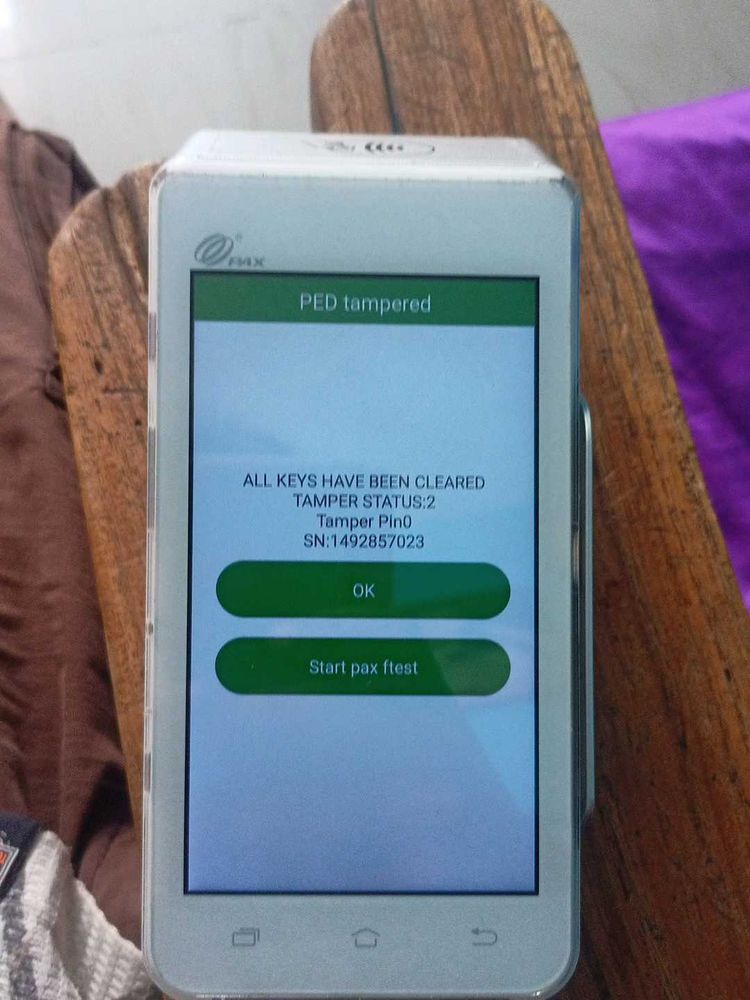 PAX
PED tampered
ALL KEYS HAVE BEEN CLEARED
TAMPER STATUS:2
Tamper PIn0
SN:1492857023
OK
Start pax ftest